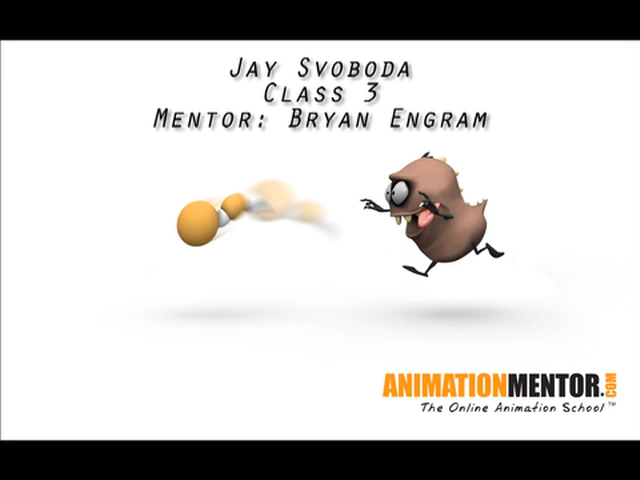 Jay Svoboda
Class 3
Mentor: Bryan Engram
ANIMATIONMENTOR.COM
The Online Animation School™